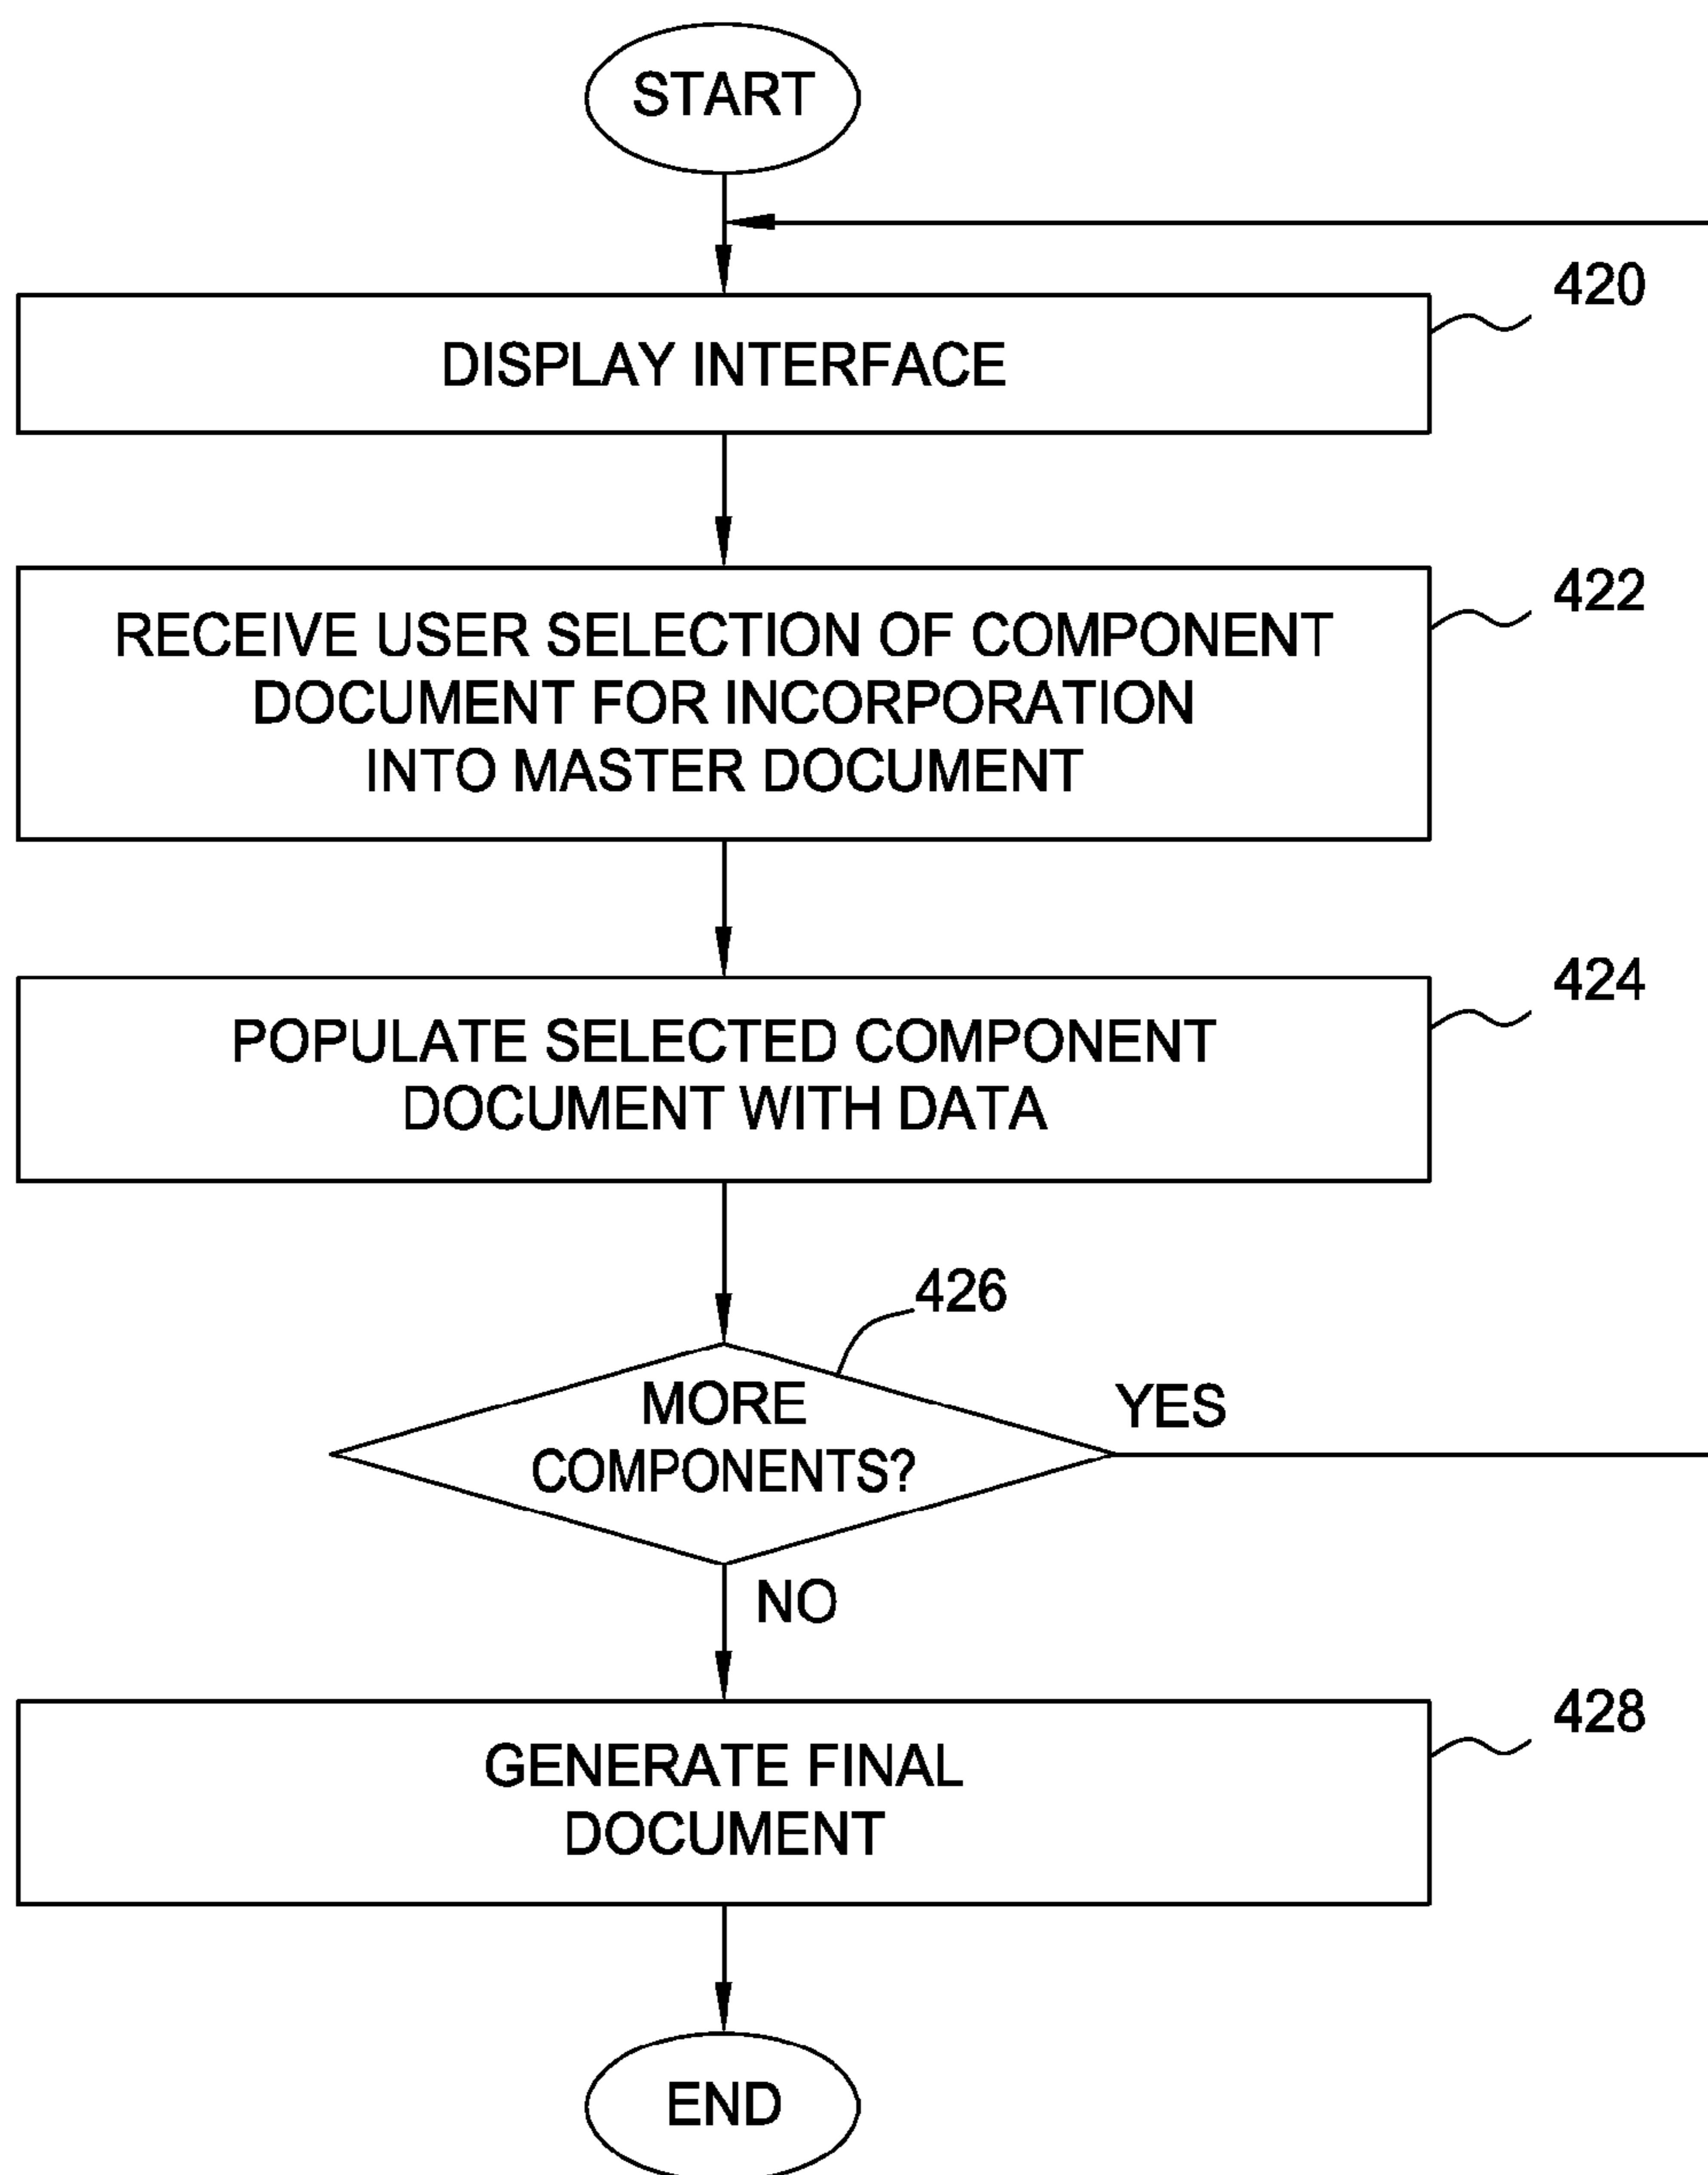 START
420
DISPLAY INTERFACE
422
RECEIVE USER SELECTION OF COMPONENT
DOCUMENT FOR INCORPORATION
INTO MASTER DOCUMENT
424
POPULATE SELECTED COMPONENT
DOCUMENT WITH DATA
426
MORE
COMPONENTS?
YES
NO
428
GENERATE FINAL
DOCUMENT
END